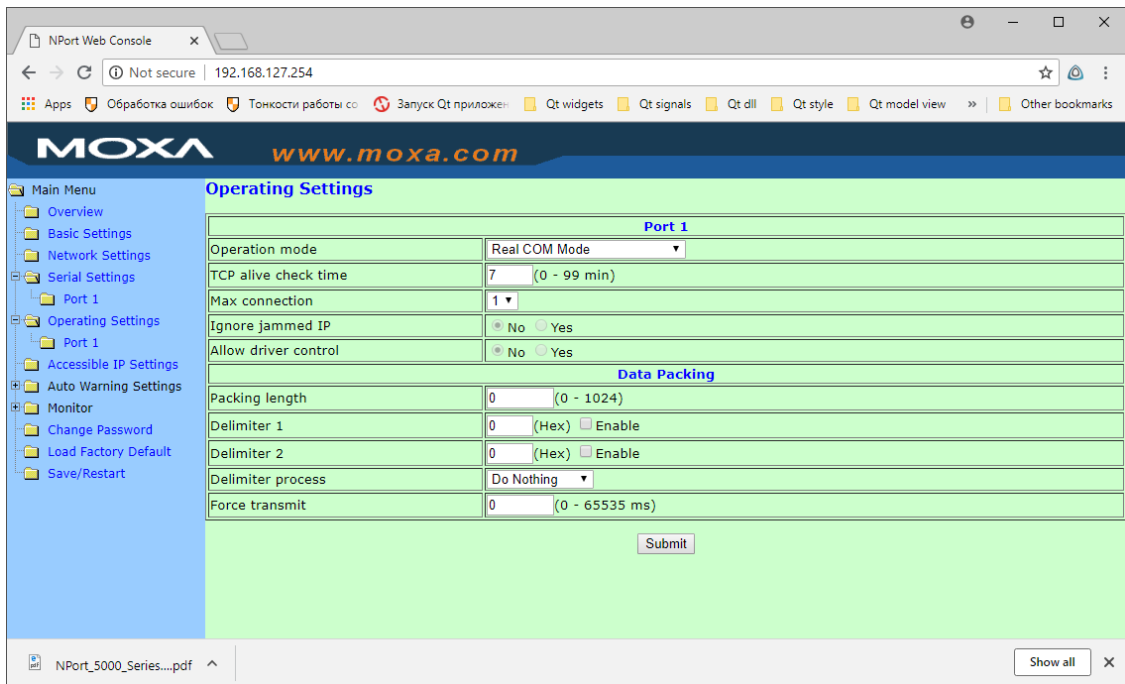 NPort Web Console
Not secure | 192.168.127.254
Apps Обработка ошибок Тонкости работы со Запуск Qt приложен Qt widgets Qt signals Qt dll Qt style Qt model view » Other bookmarks
MOXA www.moxa.com
Main Menu
Overview
Basic Settings
Network Settings
Serial Settings
Port 1
Operating Settings
Port 1
Accessible IP Settings
Auto Warning Settings
Monitor
Change Password
Load Factory Default
Save/Restart
Operating Settings
Port 1
Operation mode Real COM Mode
TCP alive check time 7 (0 - 99 min)
Max connection 1
Ignore jammed IP No Yes
Allow driver control No Yes
Data Packing
Packing length 0 (0 - 1024)
Delimiter 1 0 (Hex) Enable
Delimiter 2 0 (Hex) Enable
Delimiter process Do Nothing
Force transmit 0 (0 - 65535 ms)
Submit
NPort_5000_Series....pdf
Show all